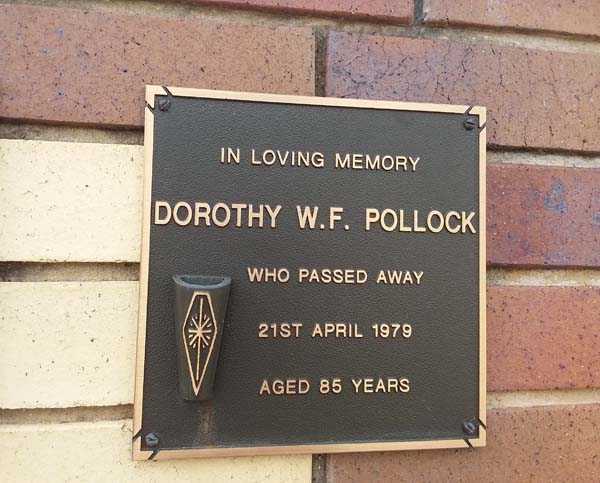 IN LOVING MEMORY
DOROTHY W.F. POLLOCK
WHO PASSED AWAY
21ST APRIL 1979
AGED 85 YEARS